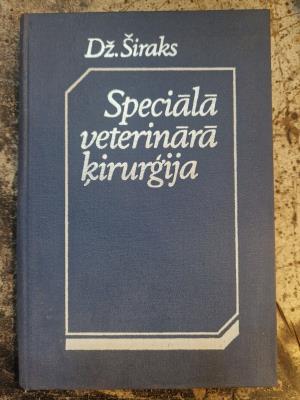 Dž. Širaks
Speciālā
veterinārā
ķirurģija